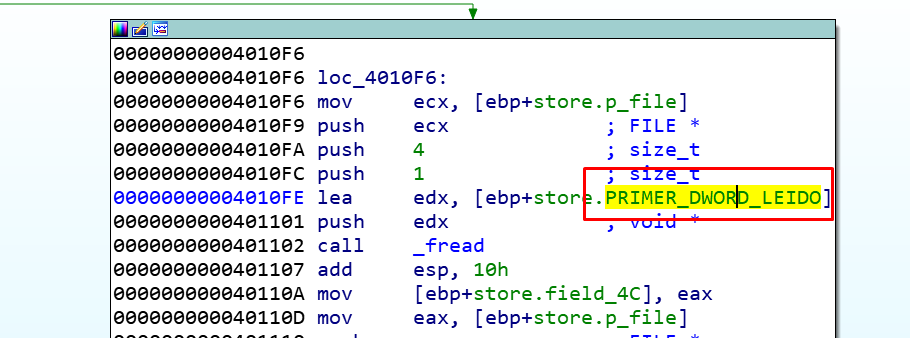 00000000004010F6
00000000004010F6 loc_4010F6:
00000000004010F6 mov ecx, [ebp+store.p_file]
00000000004010F9 push ecx ; FILE *
00000000004010FA push 4 ; size_t
00000000004010FC push 1 ; size_t
00000000004010FE lea edx, [ebp+store.PRIMER_DWORD_LEIDO]
0000000000401101 push edx ; void *
0000000000401102 call _fread
0000000000401107 add esp, 10h
000000000040110A mov [ebp+store.field_4C], eax
000000000040110D mov eax, [ebp+store.p_file]